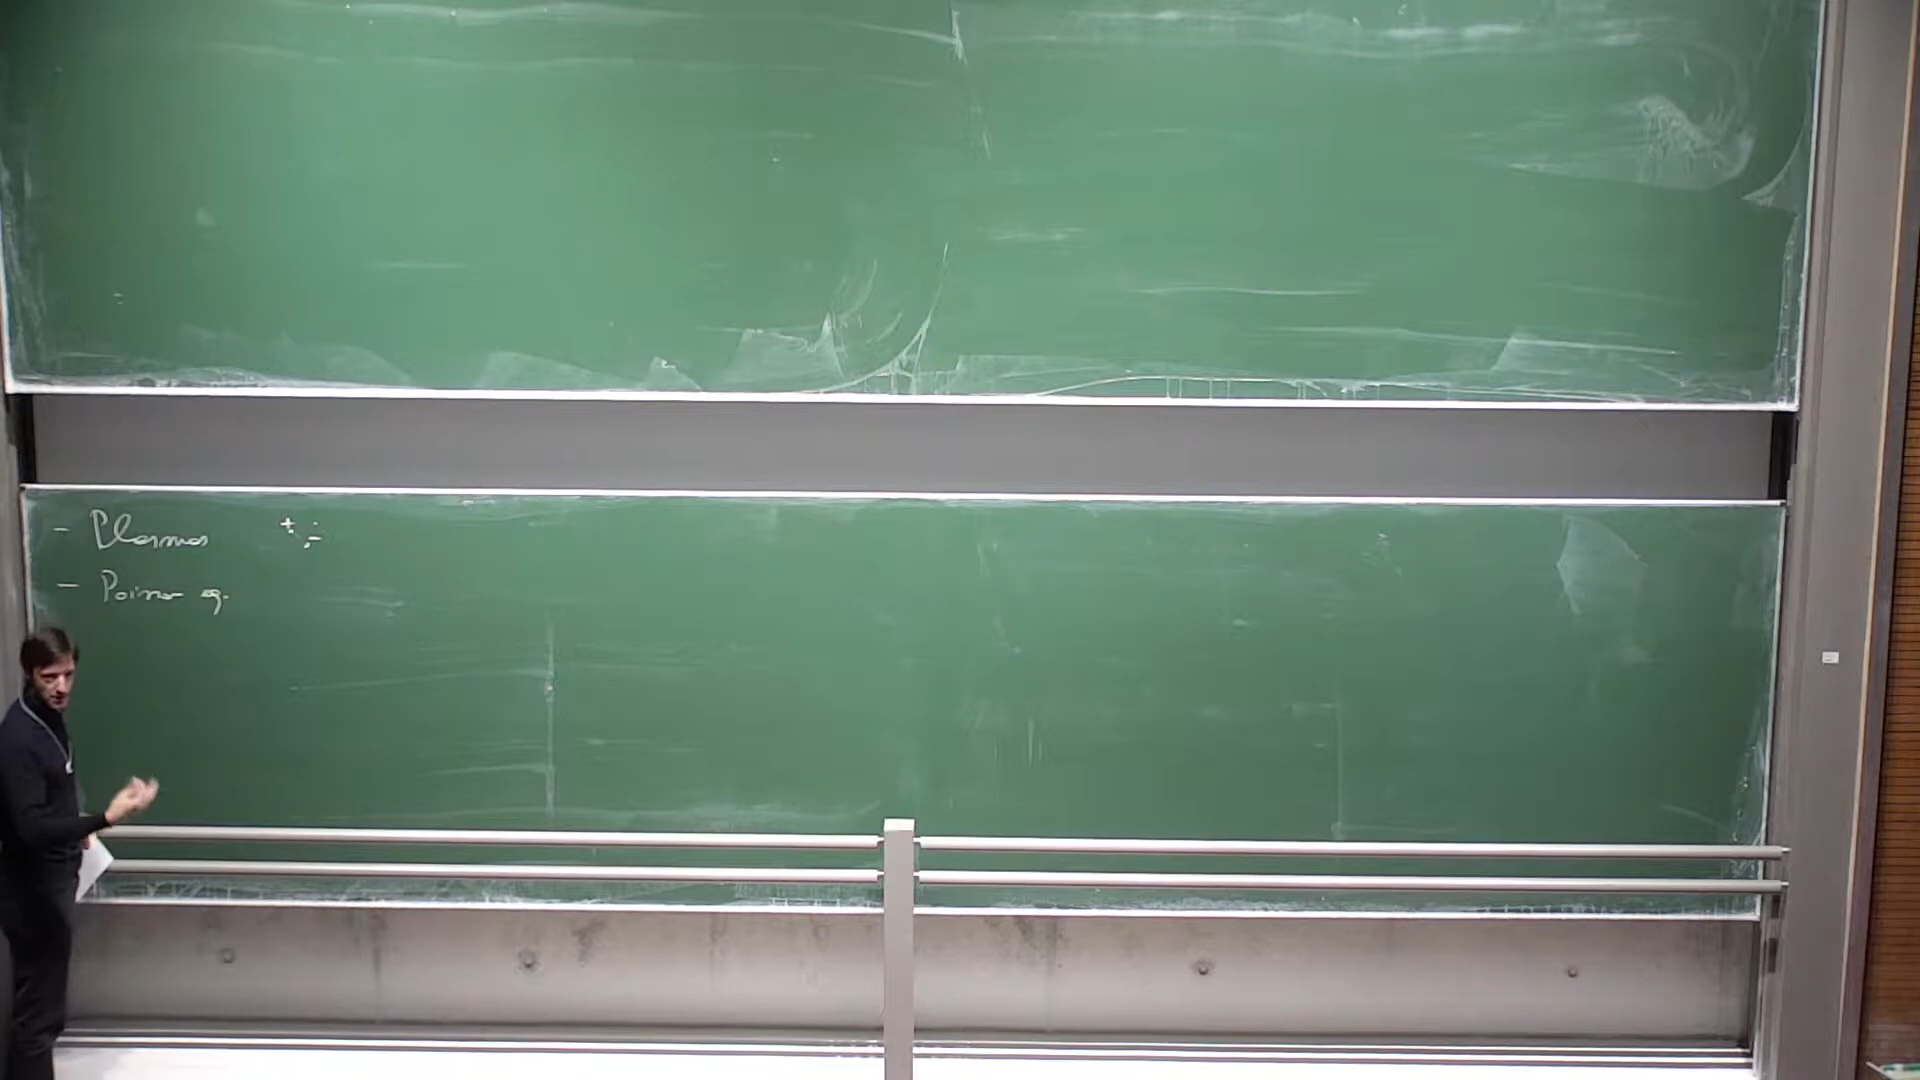 - Plasmas + -
- Poisson eq.